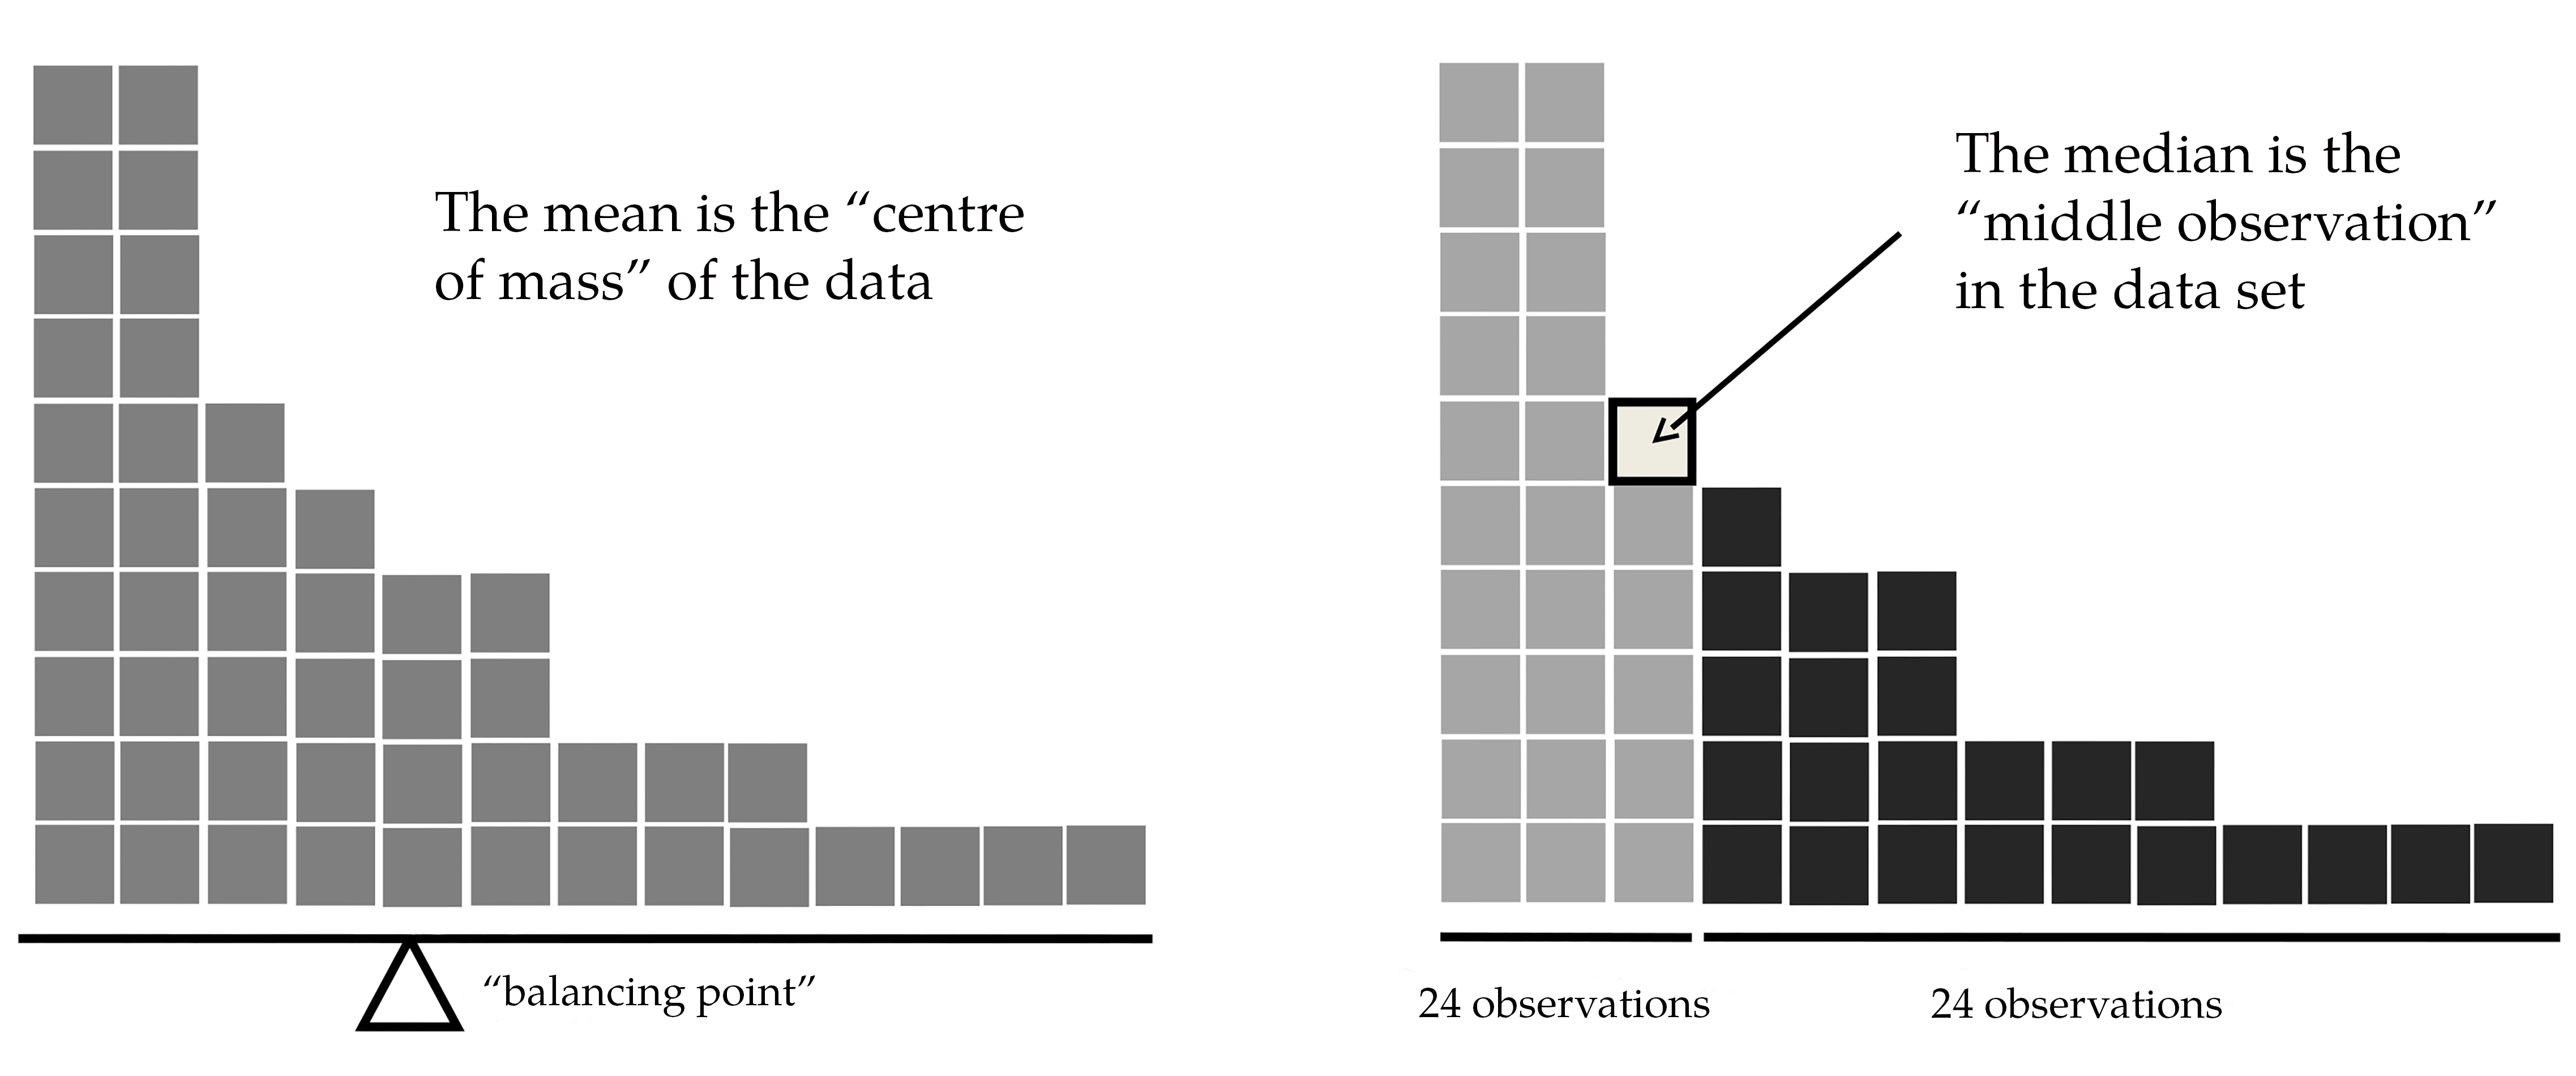 The mean is the “centre
of mass” of the data
“balancing point”
The median is the
“middle observation”
in the data set
24 observations
24 observations